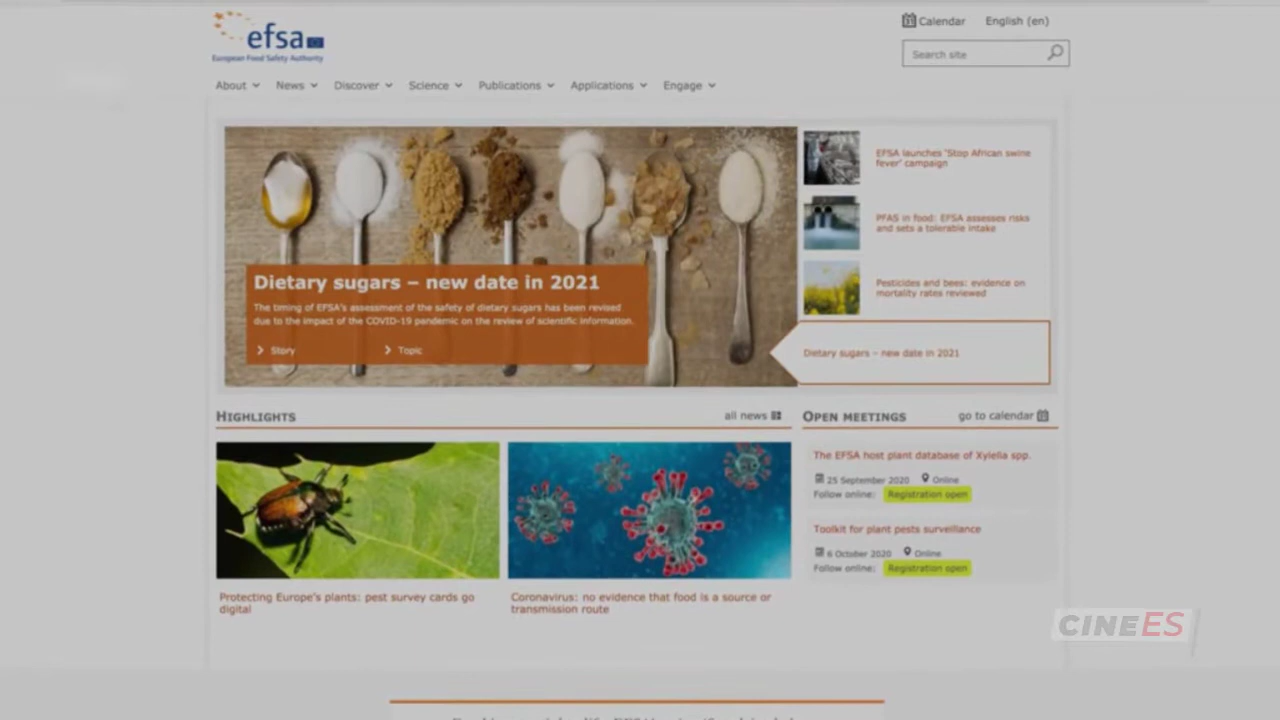 efsa
European Food Safety Authority
Calendar
English (en)
Search site
About
News
Discover
Science
Publications
Applications
Engage
Dietary sugars – new date in 2021
The timing of EFSA's assessment of the safety of dietary sugars has been revised
due to the impact of the COVID-19 pandemic on the review of scientific information.
Story
Topic
EFSA launches 'Stop African swine
fever' campaign
PFAS in food: EFSA assesses risks
and sets a tolerable intake
Pesticides and bees: evidence on
mortality rates reviewed
Dietary sugars – new date in 2021
HIGHLIGHTS
all news
Protecting Europe's plants: pest survey cards go
digital
Coronavirus: no evidence that food is a source or
transmission route
OPEN MEETINGS
go to calendar
The EFSA host plant database of Xylella spp.
25 September 2020
Online
Follow online: Registration open
Toolkit for plant pests surveillance
6 October 2020
Online
Follow online: Registration open
CINEES